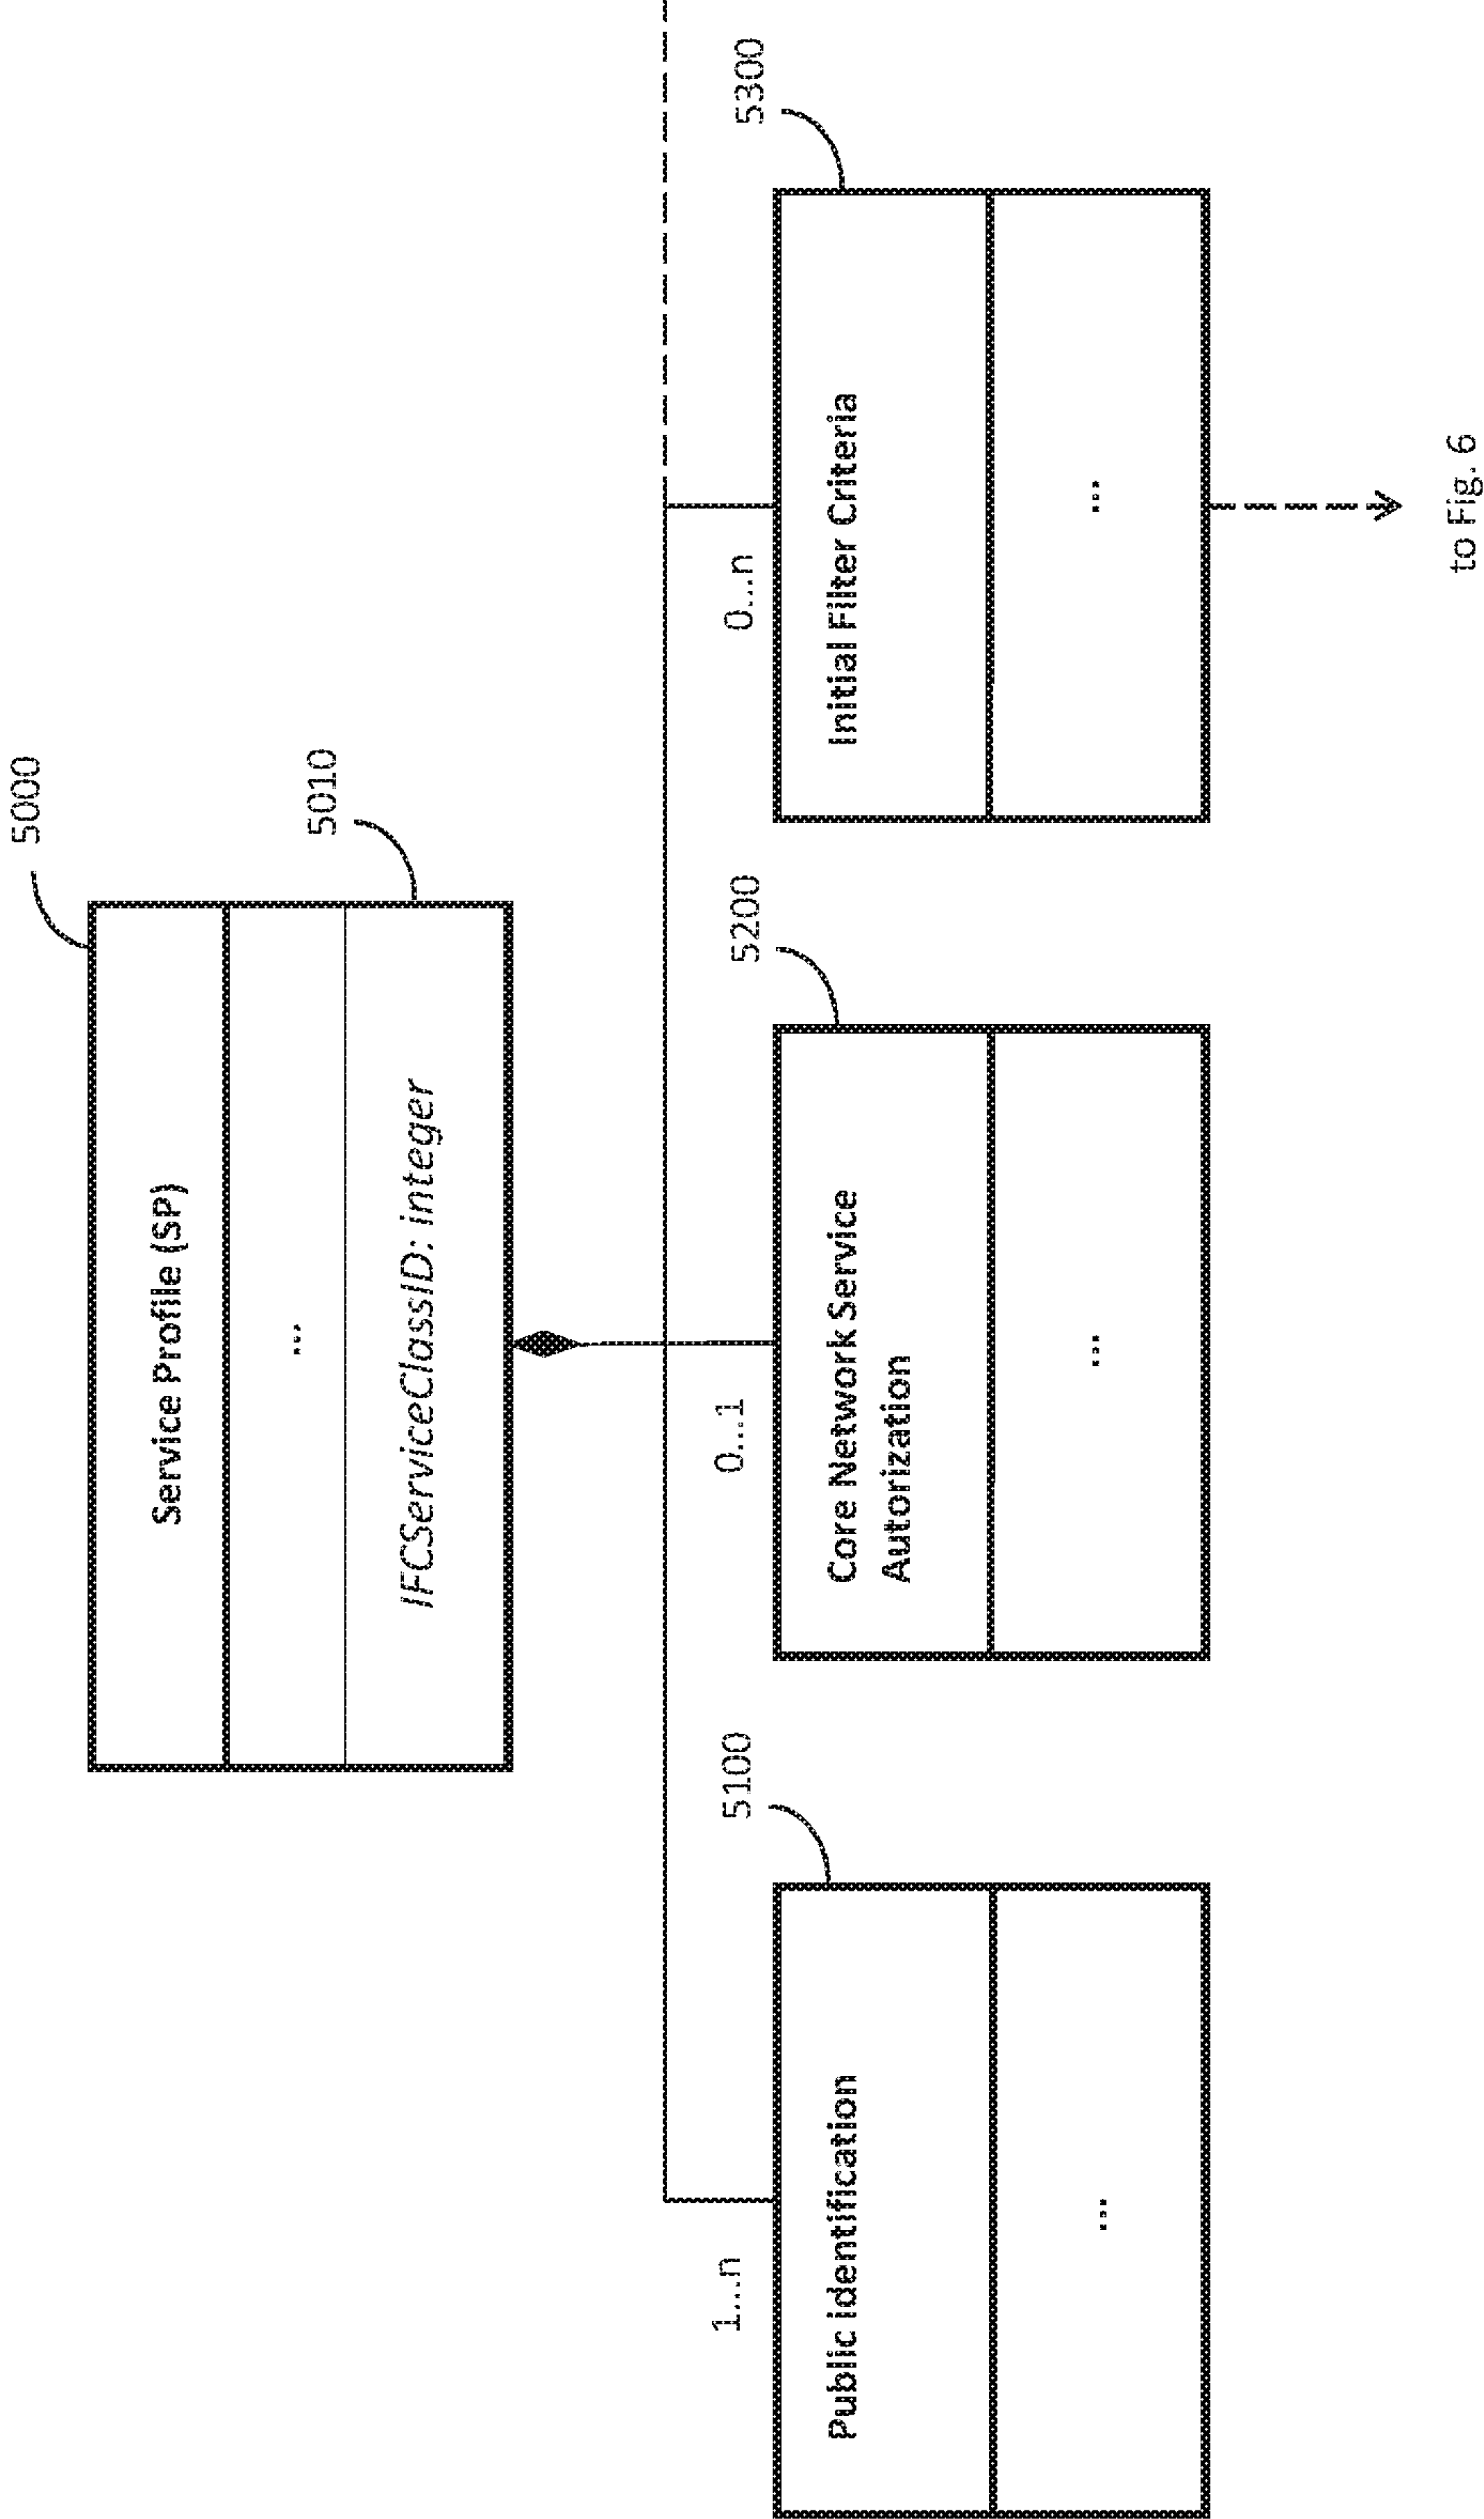 5000
Service Profile (SP)
...
5010
IFCServiceClassID: integer
1...n
5100
Public identification
...
0...1
5200
Core Network Service
Autorization
...
0...n
5300
Initial Filter Criteria
...
to Fig. 6